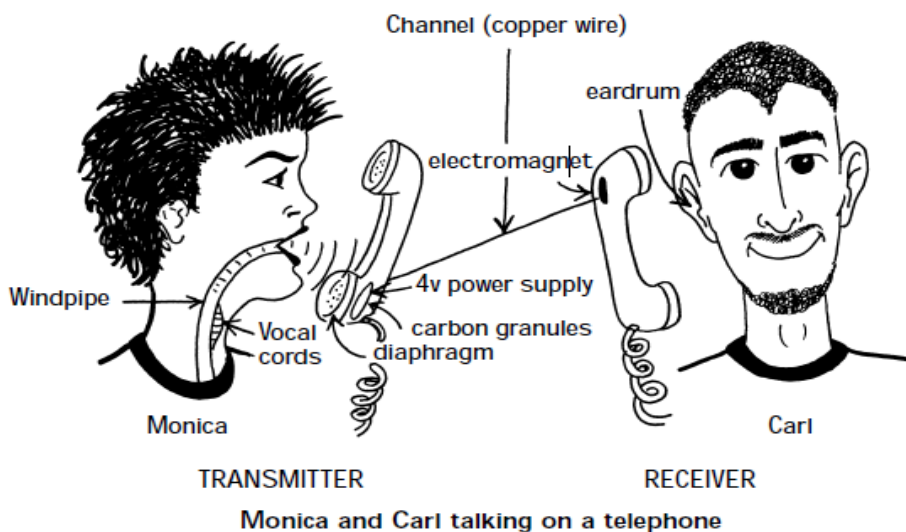 Channel (copper wire)
eardrum
electromagnet
Windpipe
4v power supply
Vocal
cords
carbon granules
diaphragm
Monica
Carl
TRANSMITTER
RECEIVER
Monica and Carl talking on a telephone